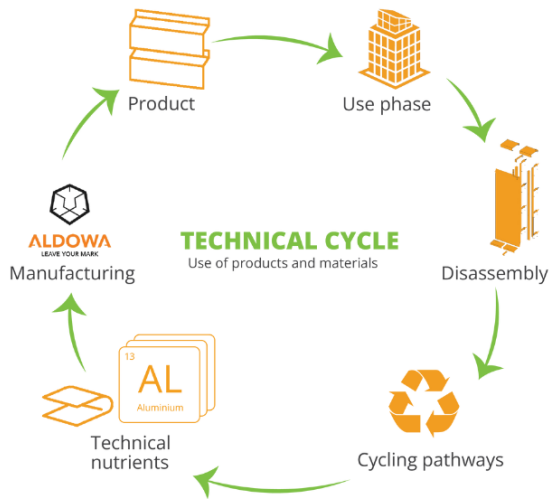 Product
Use phase
ALDOWA
LEAVE YOUR MARK
Manufacturing
TECHNICAL CYCLE
Use of products and materials
Disassembly
13
AL
Aluminium
Technical
nutrients
Cycling pathways